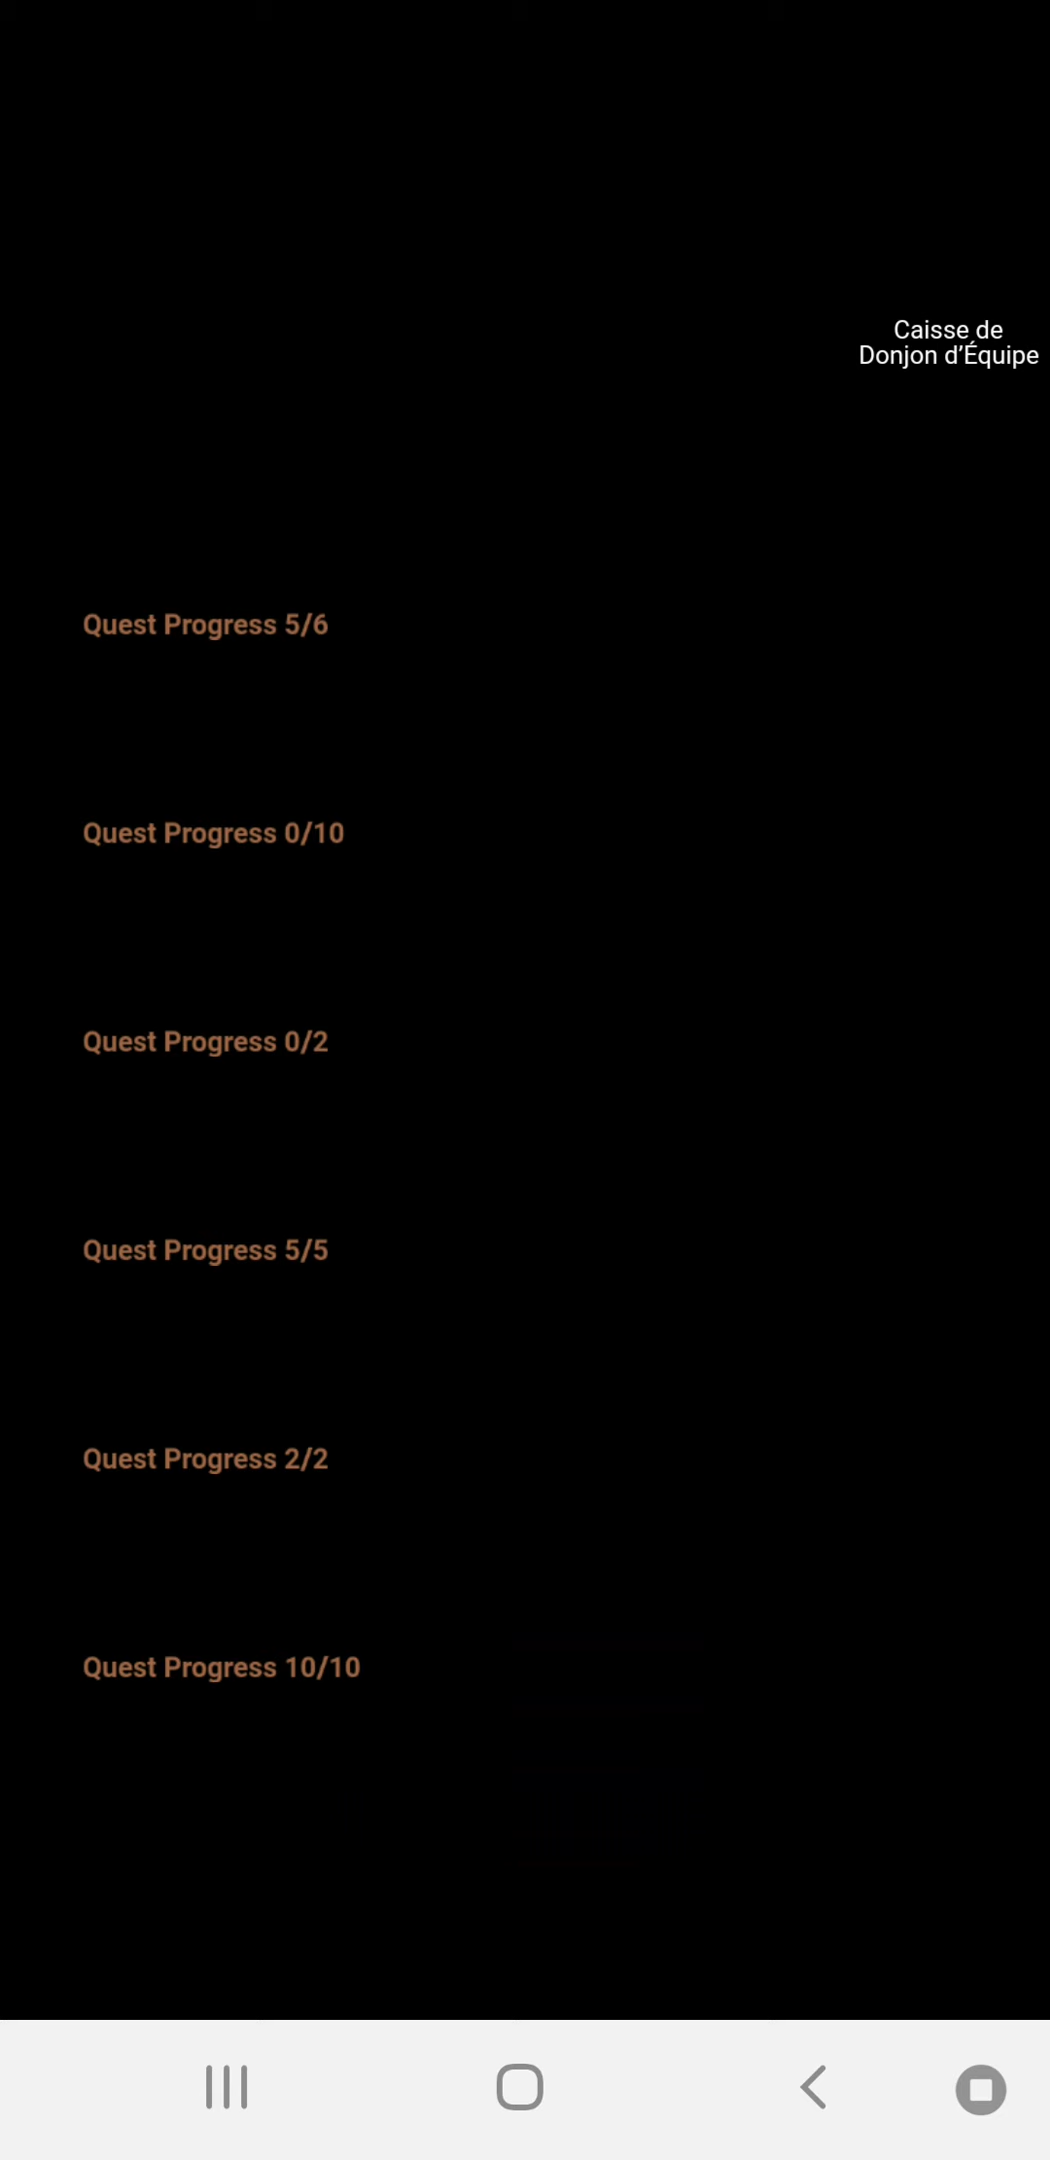 Caisse de
Donjon d’Équipe
Quest Progress 5/6
Quest Progress 0/10
Quest Progress 0/2
Quest Progress 5/5
Quest Progress 2/2
Quest Progress 10/10